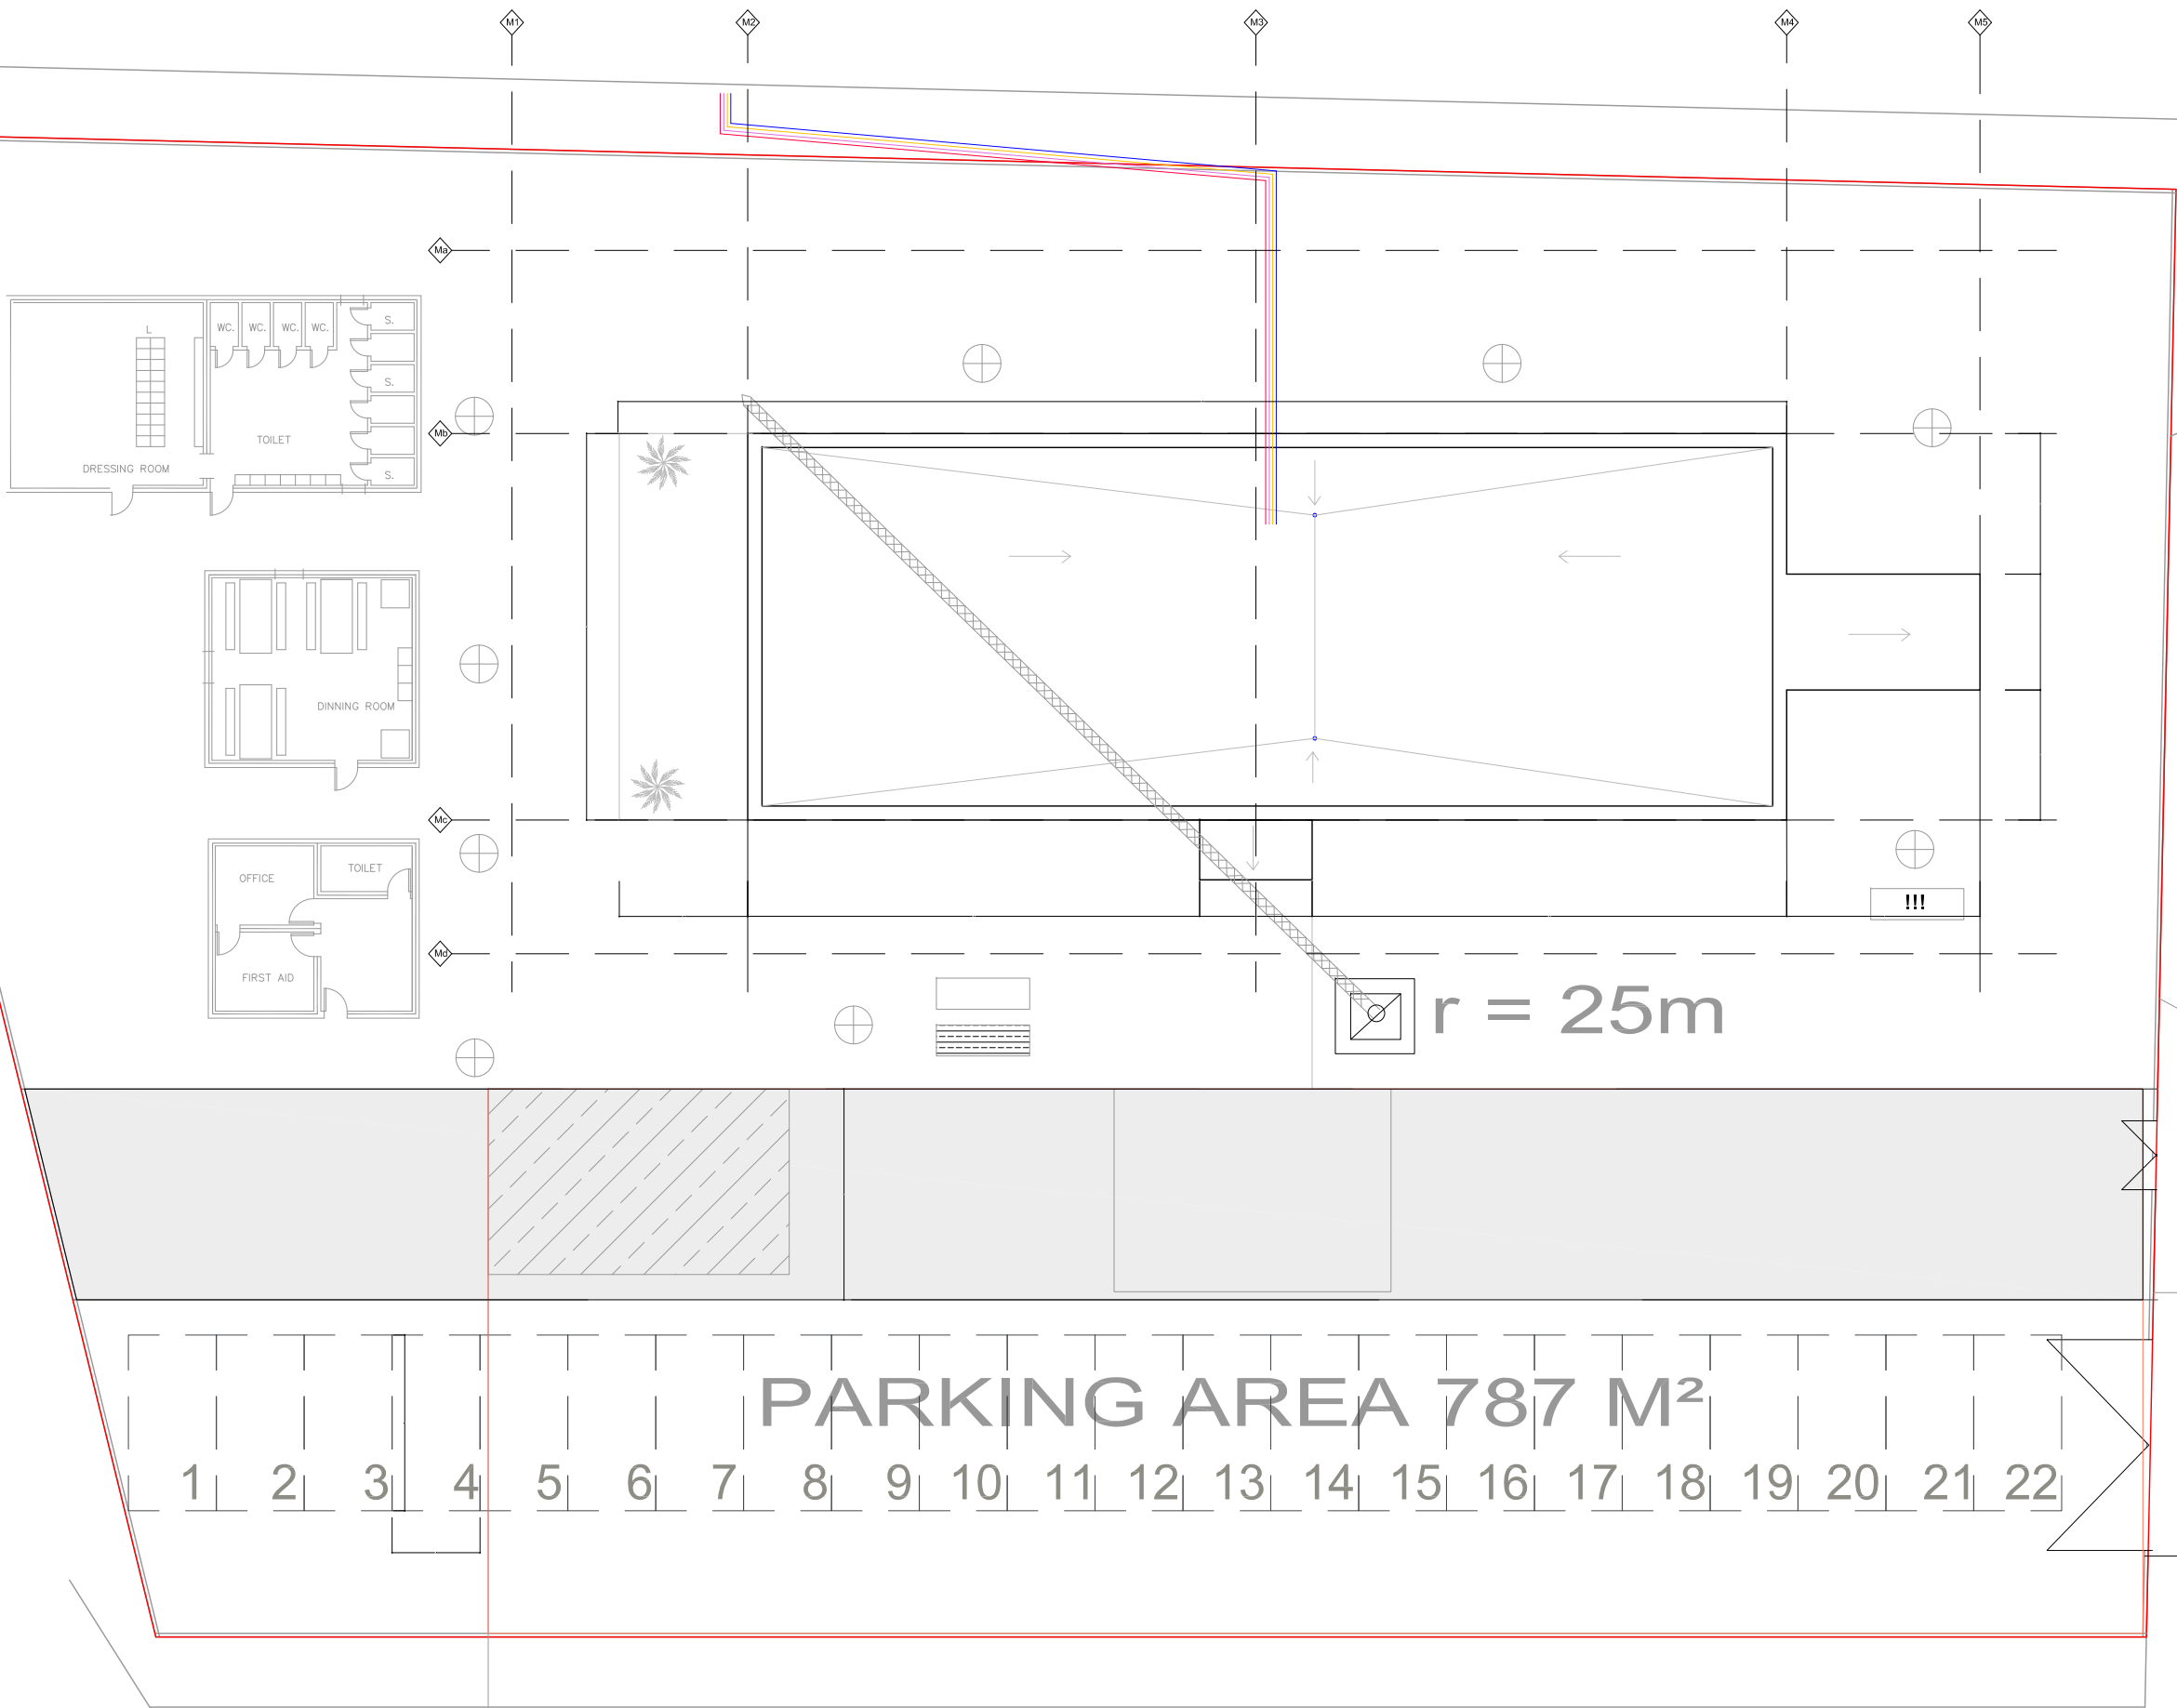 M1 M2 M3 M4 M5
Ma
L
WC. WC. WC. WC.
S.
S.
Mb
TOILET
DRESSING ROOM
S.
DINNING ROOM
Mc
OFFICE
TOILET
!!!
Md
FIRST AID
r = 25m
PARKING AREA 787 M²
1 2 3 4 5 6 7 8 9 10 11 12 13 14 15 16 17 18 19 20 21 22